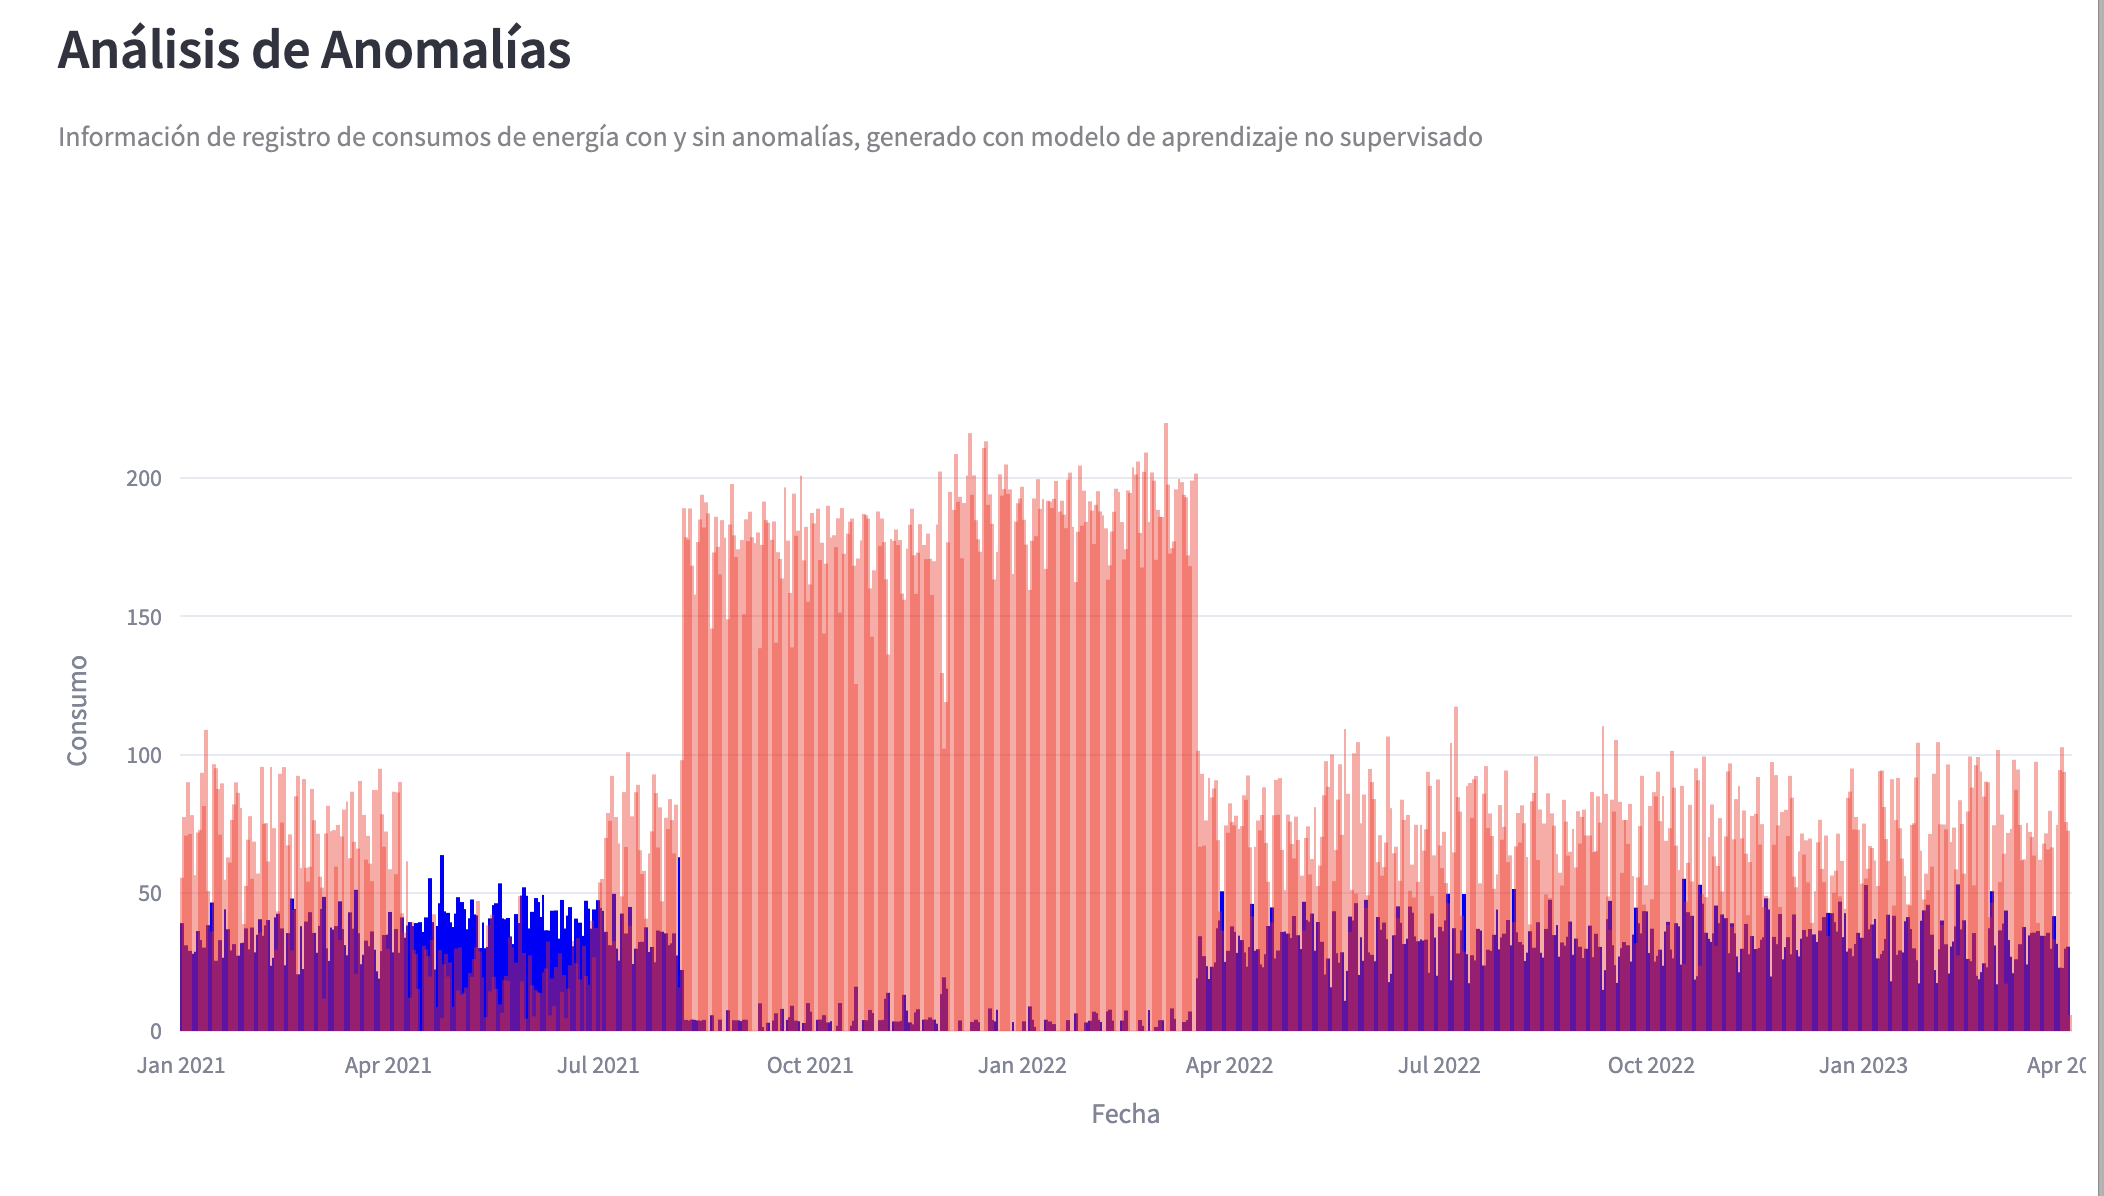 Análisis de Anomalías
Información de registro de consumos de energía con y sin anomalías, generado con modelo de aprendizaje no supervisado
200
150
100
50
0
Consumo
Jan 2021
Apr 2021
Jul 2021
Oct 2021
Jan 2022
Apr 2022
Jul 2022
Oct 2022
Jan 2023
Apr 20
Fecha